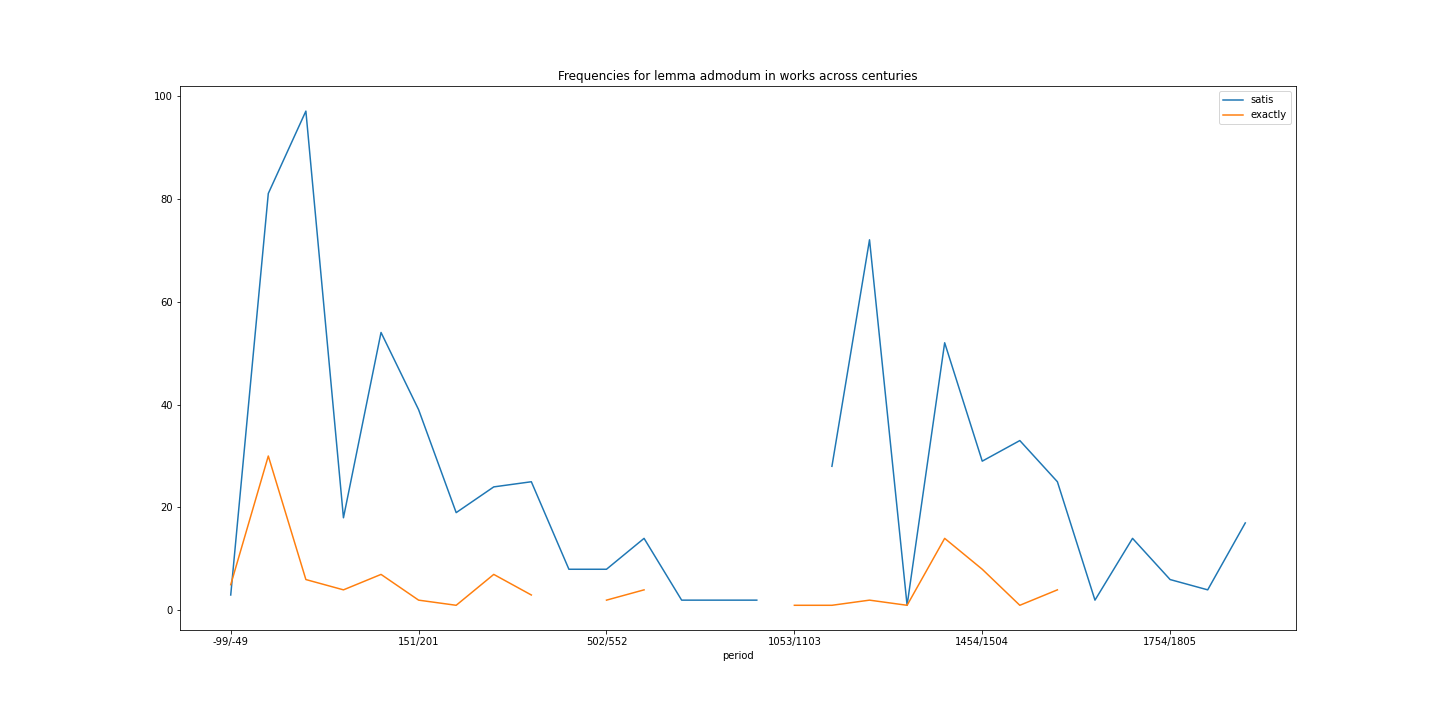 Frequencies for lemma admodum in works across centuries
satis
exactly
100
80
60
40
20
0
-99/-49 151/201 502/552 1053/1103 1454/1504 1754/1805
period